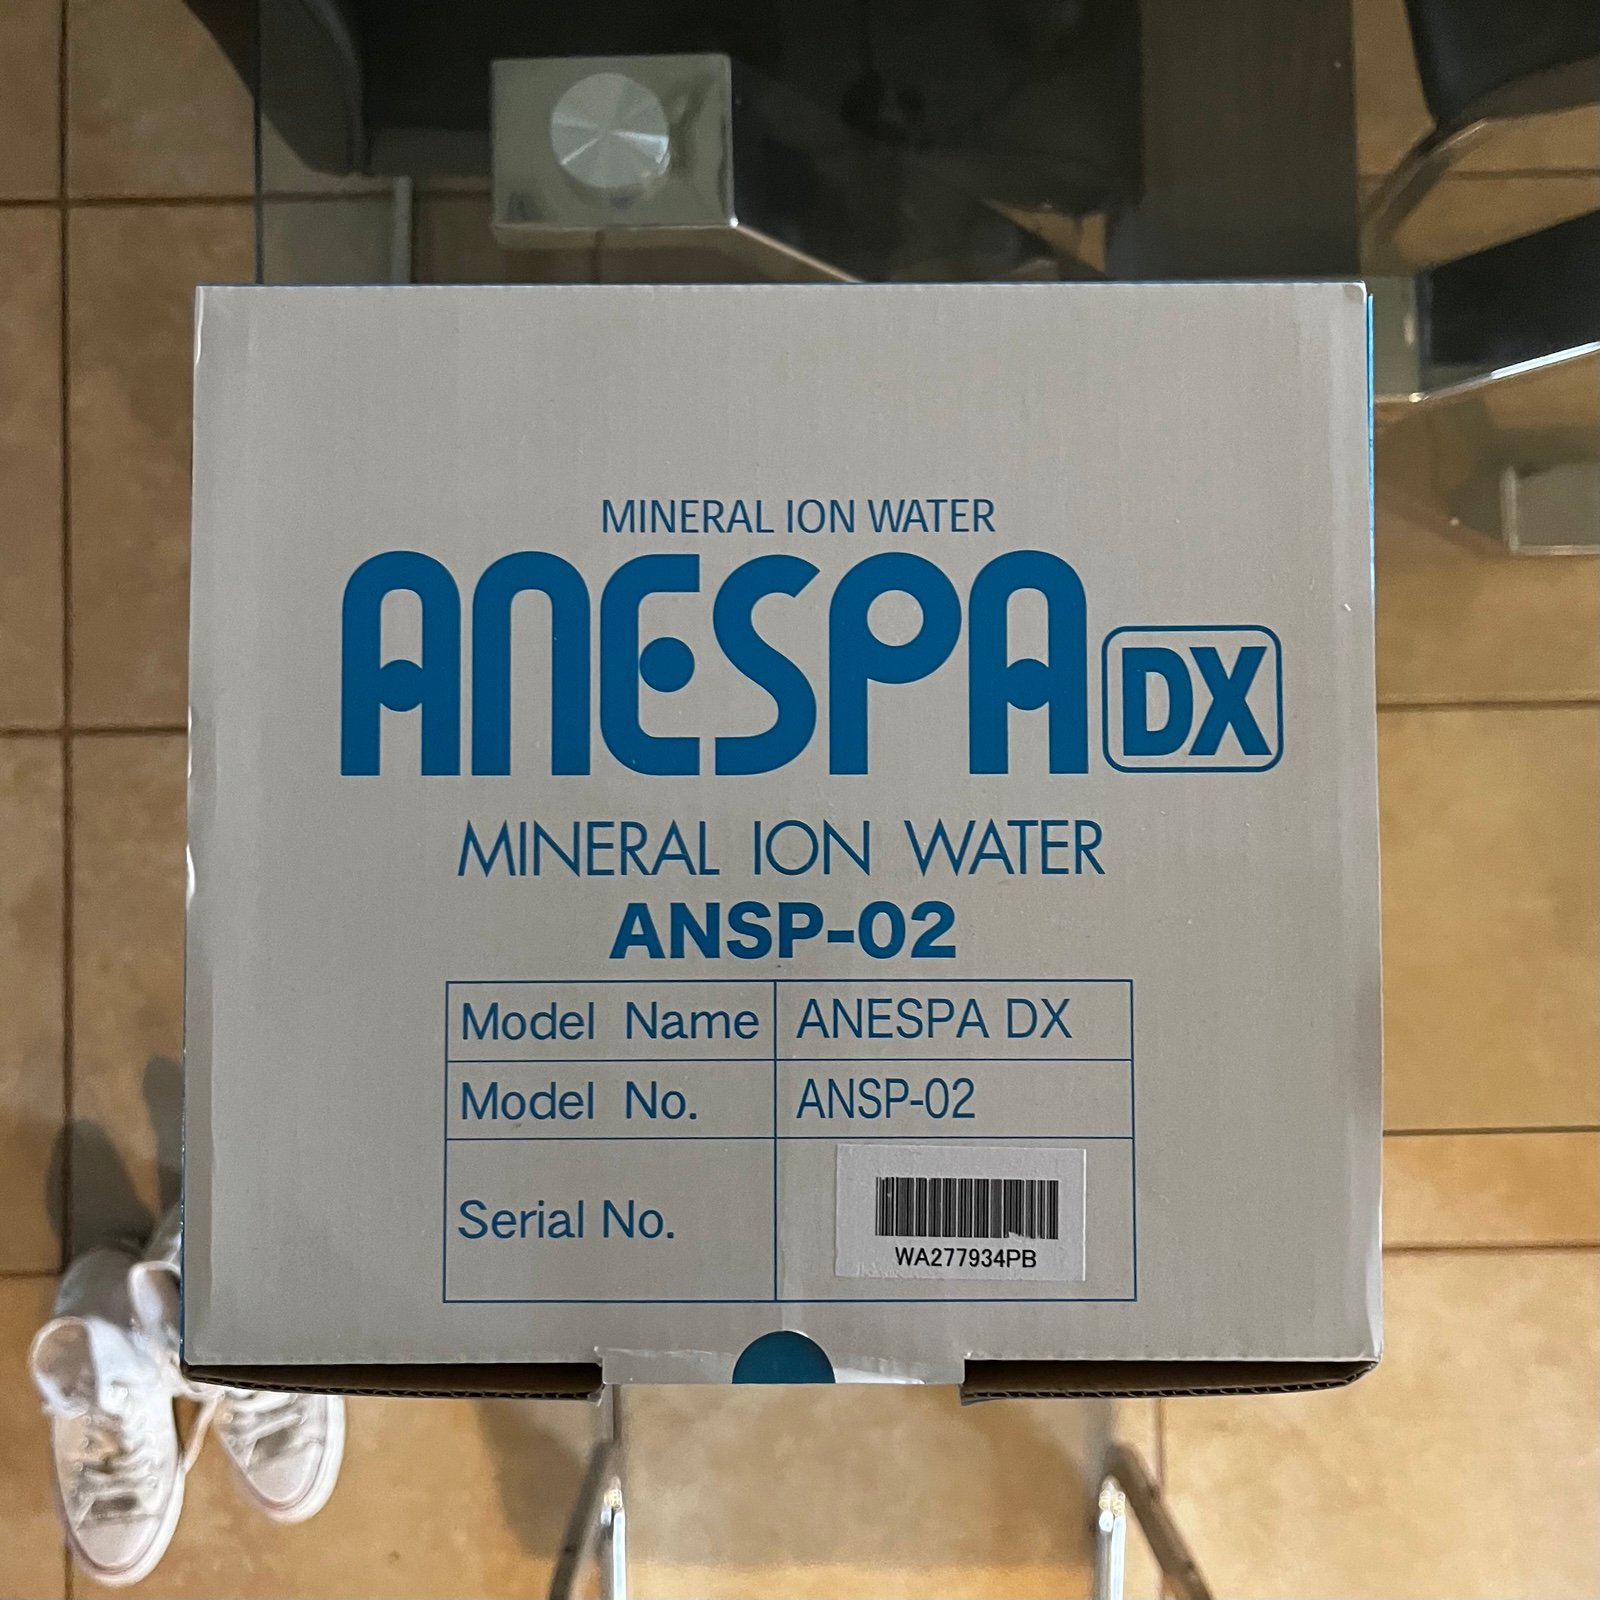 MINERAL ION WATER
ANESPA DX
MINERAL ION WATER
ANSP-02
Model Name ANESPA DX
Model No. ANSP-02
Serial No. WA277934PB